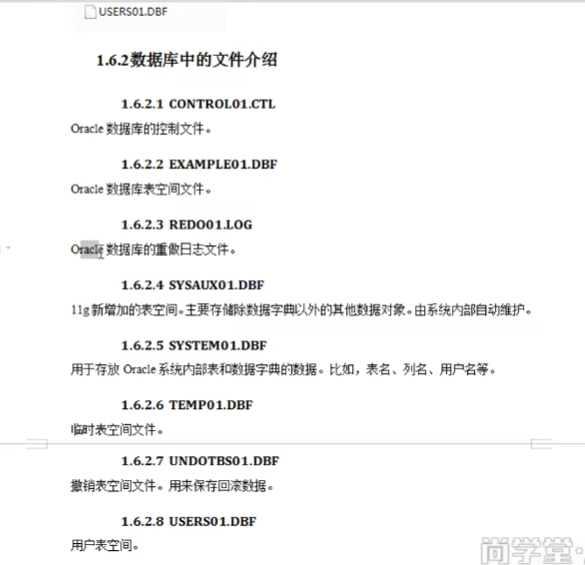 USERS01.DBF
1.6.2数据库中的文件介绍
1.6.2.1 CONTROL01.CTL
Oracle 数据库的控制文件。
1.6.2.2 EXAMPLE01.DBF
Oracle 数据库表空间文件。
1.6.2.3 REDO01.LOG
Oracle 数据库的重做日志文件。
1.6.2.4 SYSAUX01.DBF
11g 新增加的表空间。主要存储除数据字典以外的其他数据对象。由系统内部自动维护。
1.6.2.5 SYSTEM01.DBF
用于存放 Oracle 系统内部表和数据字典的数据。比如，表名、列名、用户名等。
1.6.2.6 TEMP01.DBF
临时表空间文件。
1.6.2.7 UNDOTBS01.DBF
撤销表空间文件。用来保存回滚数据。
1.6.2.8 USERS01.DBF
用户表空间。
尚学堂·